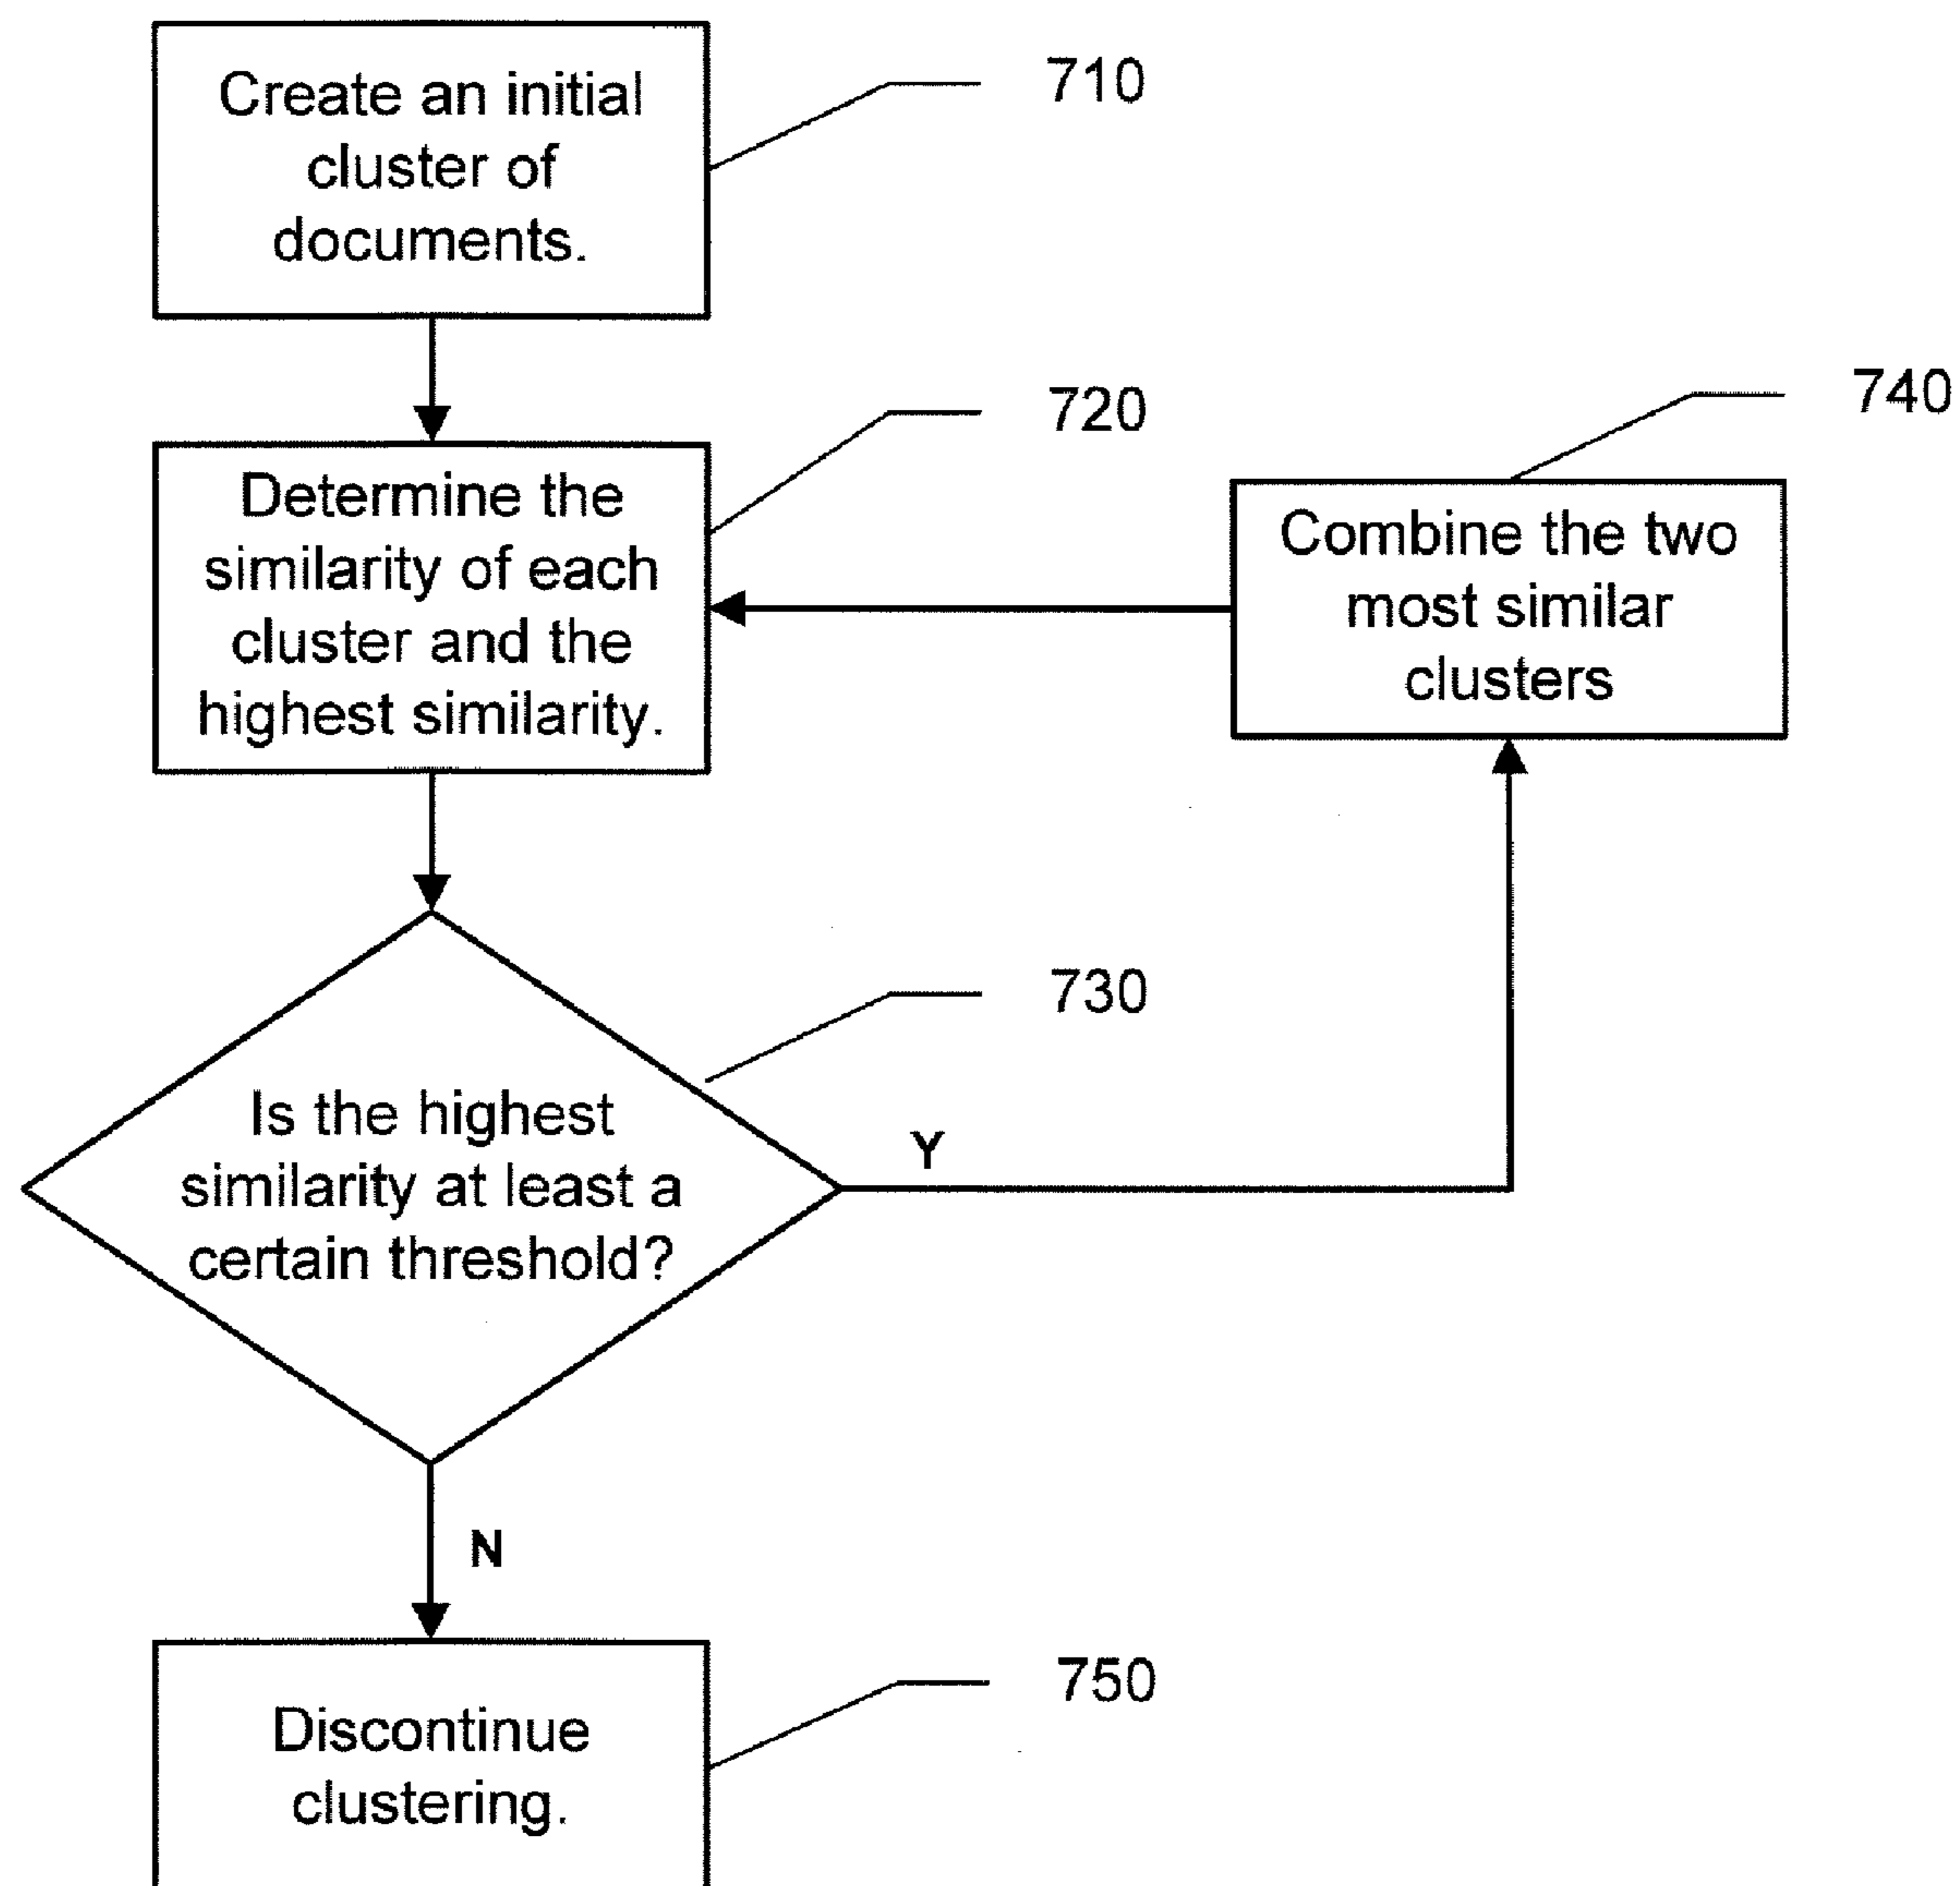 Create an initial
cluster of
documents.
710
Determine the
similarity of each
cluster and the
highest similarity.
720
Combine the two
most similar
clusters
740
Is the highest
similarity at least a
certain threshold?
730
Y
N
Discontinue
clustering.
750